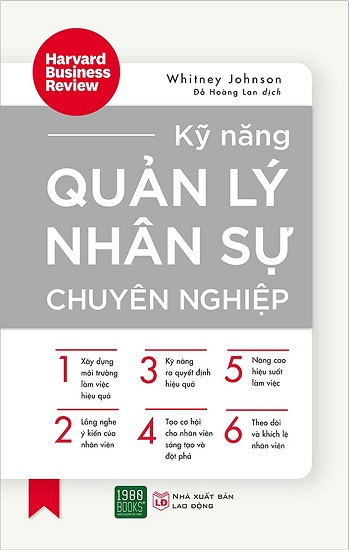 Harvard
Business
Review
Whitney Johnson
Đỗ Hoàng Lan dịch
Kỹ năng
QUẢN LÝ
NHÂN SỰ
CHUYÊN NGHIỆP
1
Xây dựng
môi trường
làm việc
hiệu quả
3
Kỹ năng
ra quyết định
hiệu quả
5
Nâng cao
hiệu suất
làm việc
2
Lắng nghe
ý kiến của
nhân viên
4
Tạo cơ hội
cho nhân viên
sáng tạo và
đột phá
6
Theo dõi
và khích lệ
nhân viên
1980
BOOKS
NHÀ XUẤT BẢN
LAO ĐỘNG